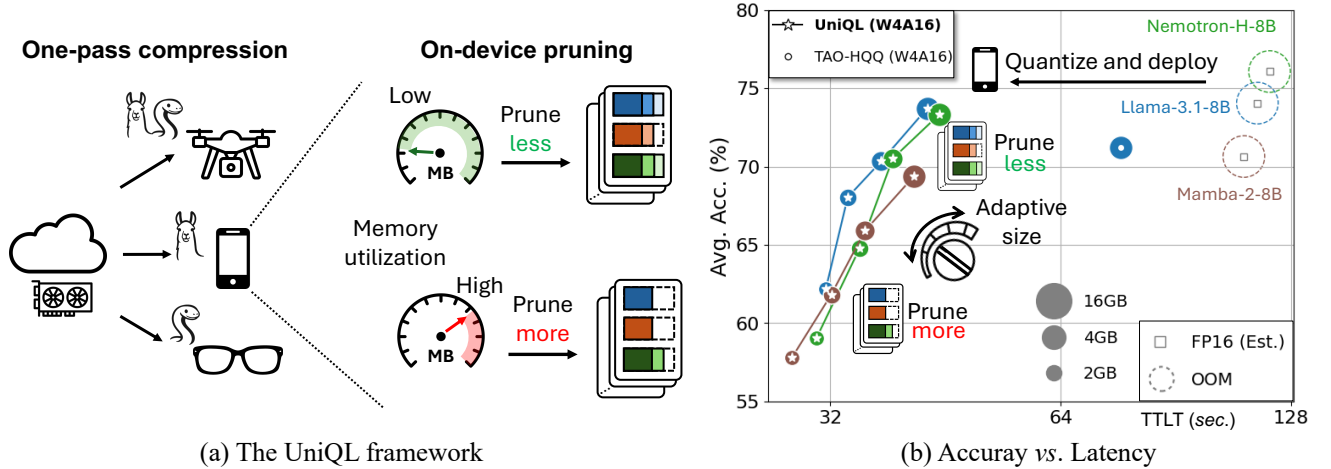 One-pass compression
On-device pruning
Low
MB
Prune
less
Memory
utilization
High
MB
Prune
more
(a) The UniQL framework
80
75
70
65
60
55
Avg. Acc. (%)
UniQL (W4A16)
TAO-HQQ (W4A16)
Nemotron-H-8B
Quantize and deploy
Llama-3.1-8B
Prune
less
Mamba-2-8B
Adaptive
size
Prune
more
16GB
4GB
2GB
FP16 (Est.)
OOM
32
64
TTLT (sec.)
128
(b) Accuray vs. Latency